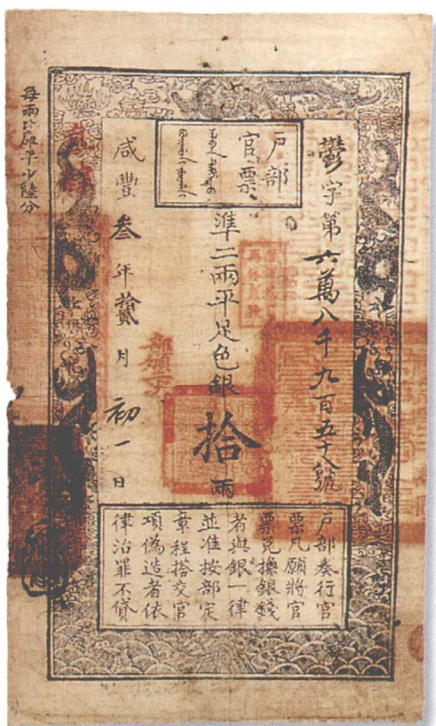 戶部
官票
鬱字第六萬八千九百五十八號
準二兩平足色銀拾兩
咸豐叁年拾貳月初一日
每兩比庫平少陸分
戶部奏行官
票凡願將官
票兌換銀錢
者與銀一律
並准按部定
章程搭交官
項偽造者依
律治罪不貸